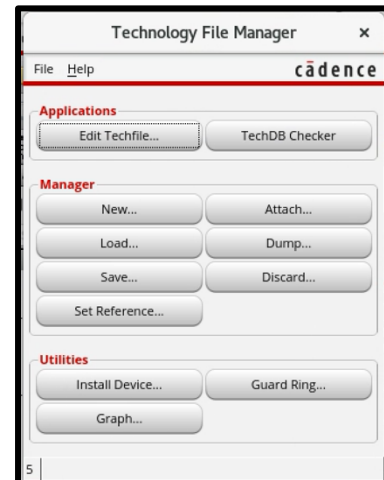 Technology File Manager ×
File Help cādence
Applications
Edit Techfile... TechDB Checker
Manager
New... Attach...
Load... Dump...
Save... Discard...
Set Reference...
Utilities
Install Device... Guard Ring...
Graph...
5